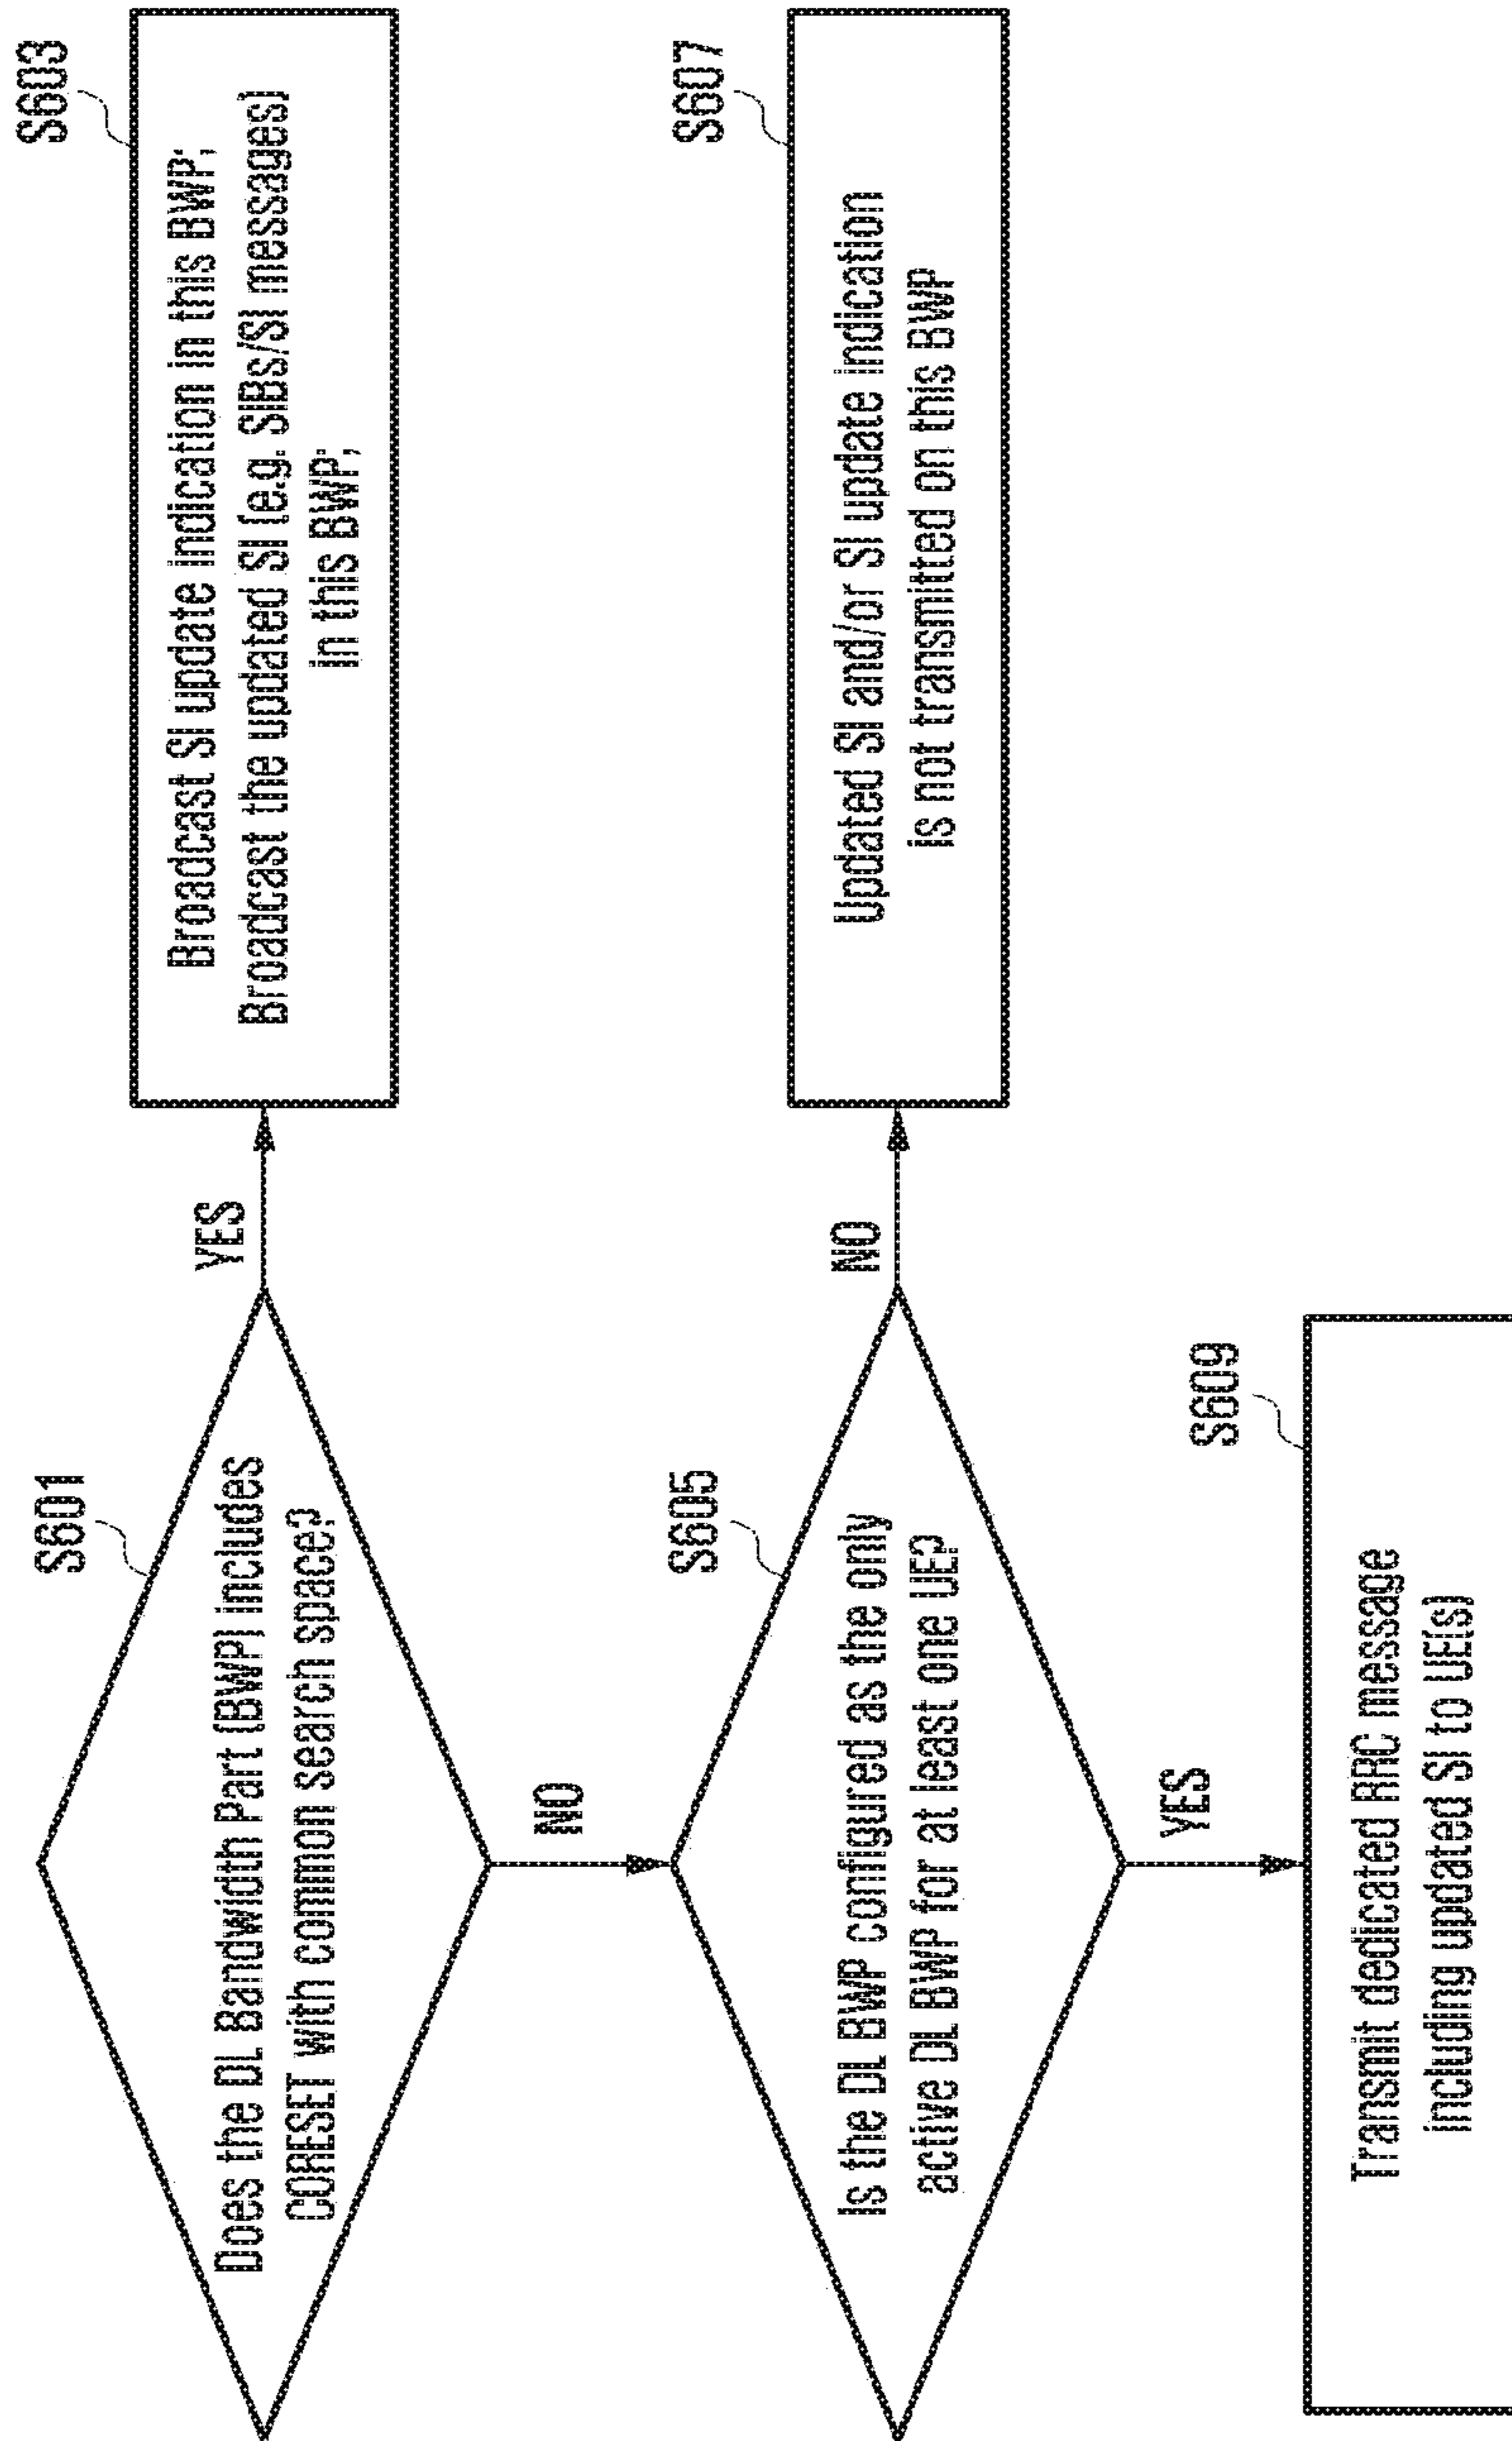 S601
Does the DL Bandwidth Part (BWP) includes
CORESET with common search space?
YES
S603
Broadcast SI update indication in this BWP;
Broadcast the updated SI (e.g. SIBs/SI messages)
in this BWP;
NO
S605
Is the DL BWP configured as the only
active DL BWP for at least one UE?
NO
S607
Updated SI and/or SI update indication
is not transmitted on this BWP
YES
S609
Transmit dedicated RRC message
including updated SI to UE(s)